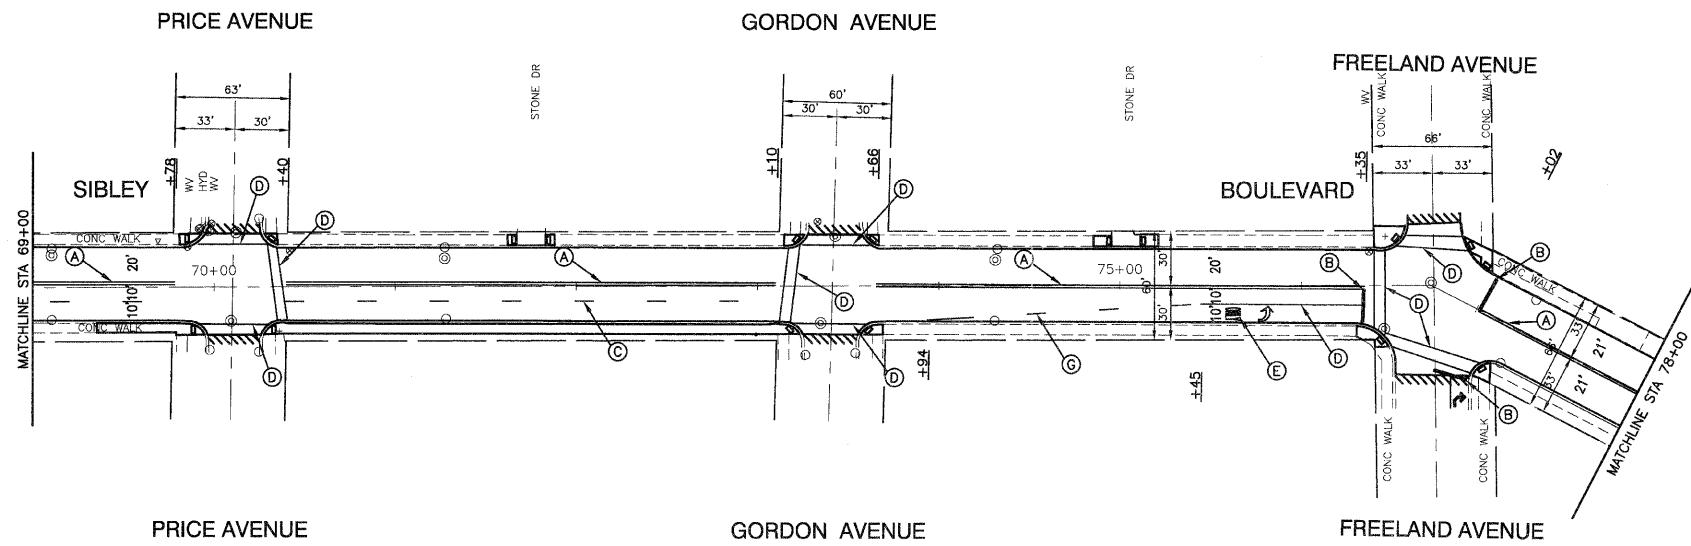 PRICE AVENUE
GORDON AVENUE
FREELAND AVENUE
63'
33'
30'
STONE DR
60'
30'
30'
STONE DR
WV
CONC WALK
CONC WALK
66'
33'
33'
+78
WV
HYD
WV
+40
+10
+66
+35
+02
SIBLEY
BOULEVARD
D
D
D
MATCHLINE STA 69+00
CONC WALK
A
20'
70+00
A
A
75+00
30'
20'
B
B
D
CONC WALK
10'
10'
D
60'
30'
10'
10'
D
A
33'
66'
33'
21'
21'
CONC WALK
C
G
E
D
D
D
+94
+45
B
MATCHLINE STA 78+00
CONC WALK
CONC WALK
PRICE AVENUE
GORDON AVENUE
FREELAND AVENUE